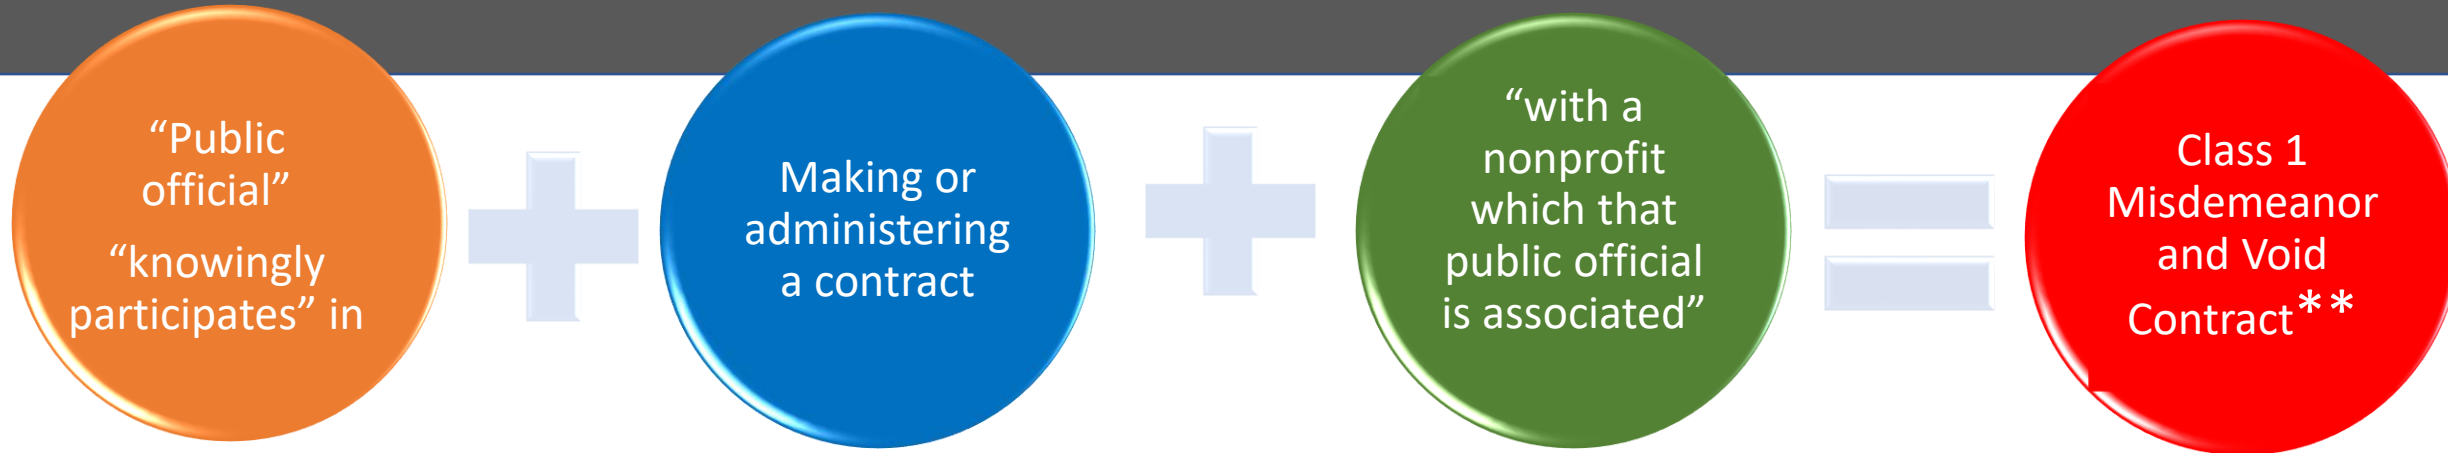 “Public
official”
“knowingly
participates” in
Making or
administering
a contract
“with a
nonprofit
which that
public official
is associated”
Class 1
Misdemeanor
and Void
Contract**